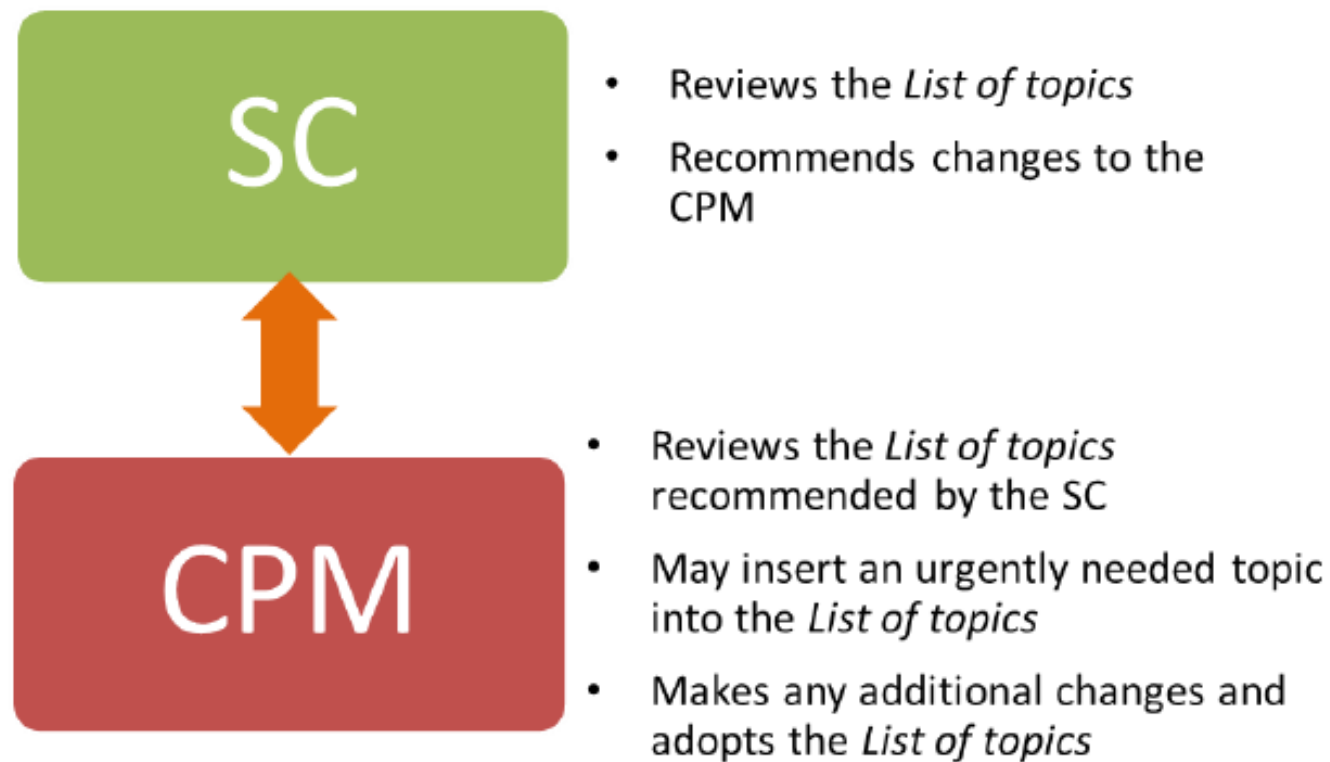 SC
• Reviews the List of topics
• Recommends changes to the
CPM
CPM
• Reviews the List of topics
recommended by the SC
• May insert an urgently needed topic
into the List of topics
• Makes any additional changes and
adopts the List of topics